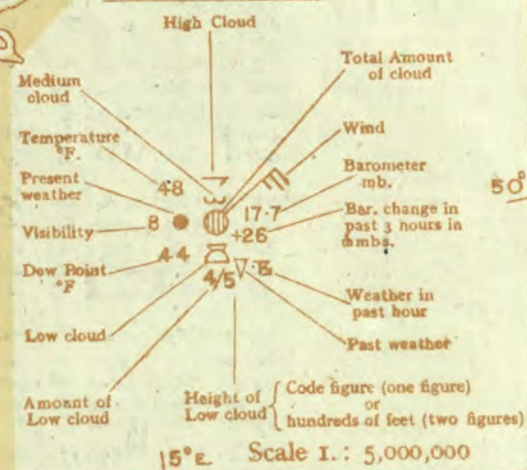 High Cloud
Total Amount
of cloud
Medium
cloud
Wind
Temperature
°F.
48
Barometer
mb.
Present
weather
50°
17.7
8
Bar. change in
past 3 hours in
mbs.
+26
Visibility
Dew Point
°F
44
4/5
Weather in
past hour
Low cloud
Past weather
Amount of
Low cloud
Height of
Low cloud
Code figure (one figure)
or
hundreds of feet (two figures)
15°E
Scale 1.: 5,000,000